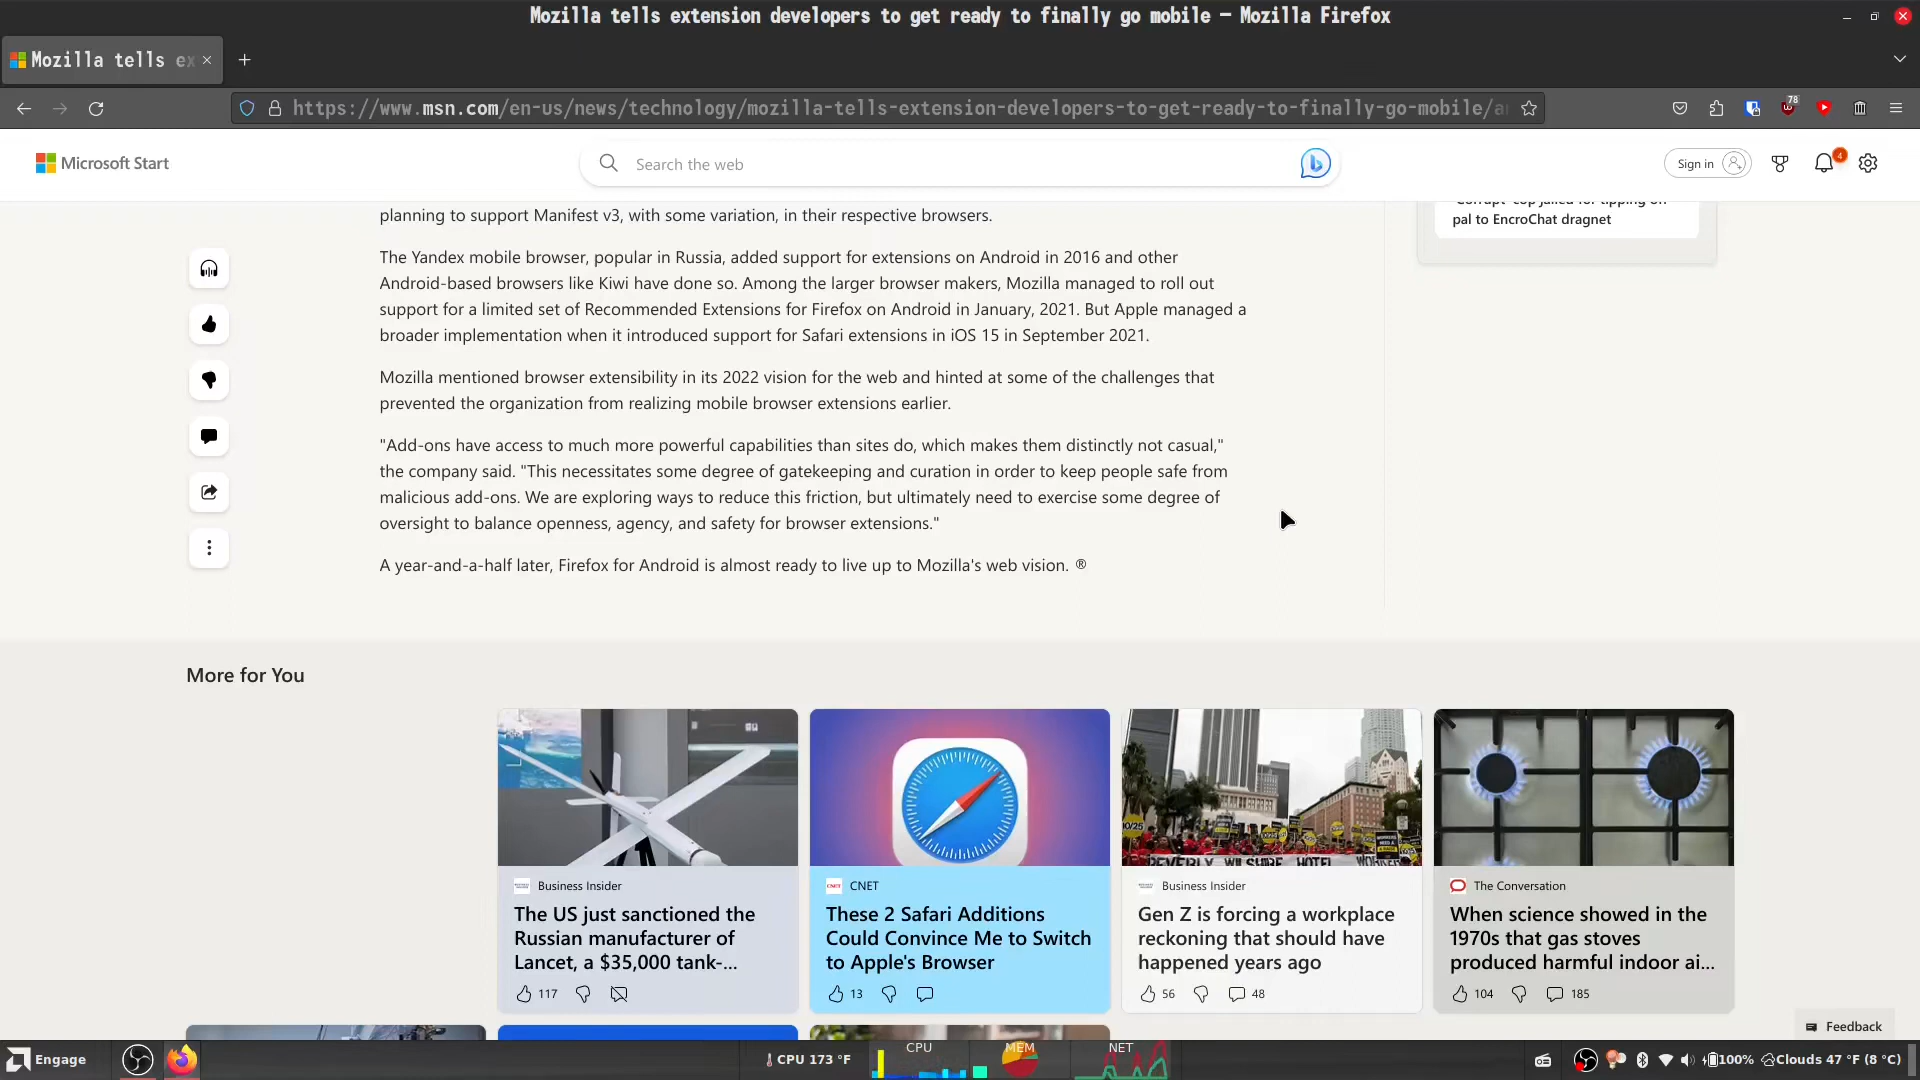 Mozilla tells extension developers to get ready to finally go mobile — Mozilla Firefox
Mozilla tells ex
https://www.msn.com/en-us/news/technology/mozilla-tells-extension-developers-to-get-ready-to-finally-go-mobile/ar
78
Microsoft Start
Search the web
Sign in
4
planning to support Manifest v3, with some variation, in their respective browsers.
The Yandex mobile browser, popular in Russia, added support for extensions on Android in 2016 and other
Android-based browsers like Kiwi have done so. Among the larger browser makers, Mozilla managed to roll out
support for a limited set of Recommended Extensions for Firefox on Android in January, 2021. But Apple managed a
broader implementation when it introduced support for Safari extensions in iOS 15 in September 2021.
Mozilla mentioned browser extensibility in its 2022 vision for the web and hinted at some of the challenges that
prevented the organization from realizing mobile browser extensions earlier.
"Add-ons have access to much more powerful capabilities than sites do, which makes them distinctly not casual,"
the company said. "This necessitates some degree of gatekeeping and curation in order to keep people safe from
malicious add-ons. We are exploring ways to reduce this friction, but ultimately need to exercise some degree of
oversight to balance openness, agency, and safety for browser extensions."
A year-and-a-half later, Firefox for Android is almost ready to live up to Mozilla's web vision. ®
'Corrupt' cop jailed for tipping off
pal to EncroChat dragnet
More for You
BEVERLY WILSHIRE HOTEL
Business Insider
The US just sanctioned the
Russian manufacturer of
Lancet, a $35,000 tank-...
117
CNET
These 2 Safari Additions
Could Convince Me to Switch
to Apple's Browser
13
Business Insider
Gen Z is forcing a workplace
reckoning that should have
happened years ago
56
48
The Conversation
When science showed in the
1970s that gas stoves
produced harmful indoor ai...
104
185
Feedback
Engage
CPU 173 °F
CPU
MEM
NET
100%
Clouds 47 °F (8 °C)